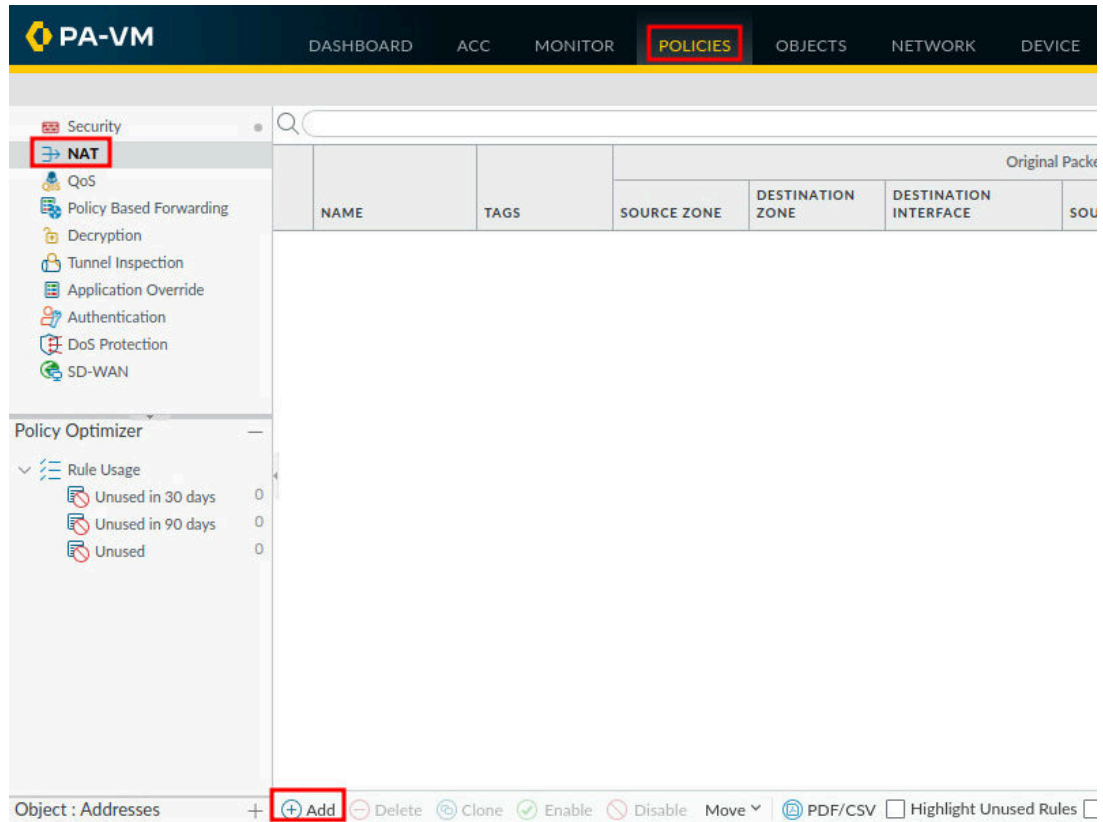 PA-VM
DASHBOARD ACC MONITOR POLICIES OBJECTS NETWORK DEVICE
Security
NAT
QoS
Policy Based Forwarding
Decryption
Tunnel Inspection
Application Override
Authentication
DoS Protection
SD-WAN
Policy Optimizer
Rule Usage
Unused in 30 days 0
Unused in 90 days 0
Unused 0
Object : Addresses
Original Packe
NAME TAGS SOURCE ZONE DESTINATION ZONE DESTINATION INTERFACE SOU
Add Delete Clone Enable Disable Move PDF/CSV Highlight Unused Rules